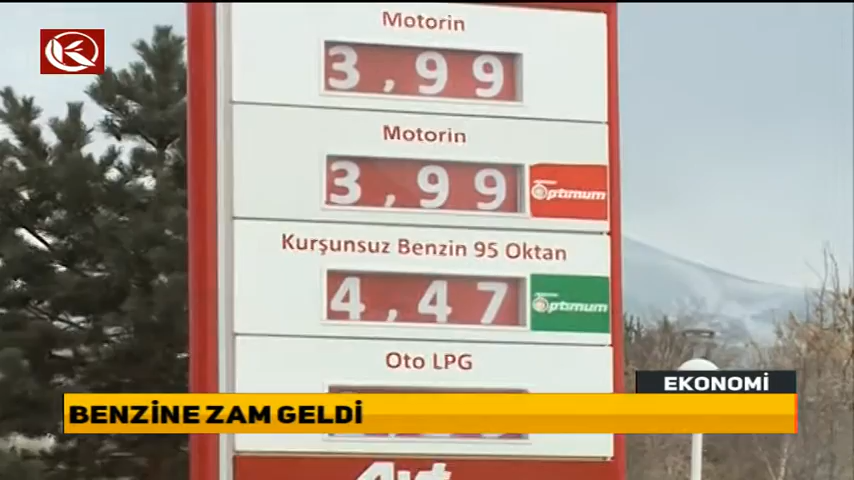 Motorin
3,99
Motorin
3,99
Optimum
Kurşunsuz Benzin 95 Oktan
4,47
Optimum
Oto LPG
EKONOMİ
BENZİNE ZAM GELDİ